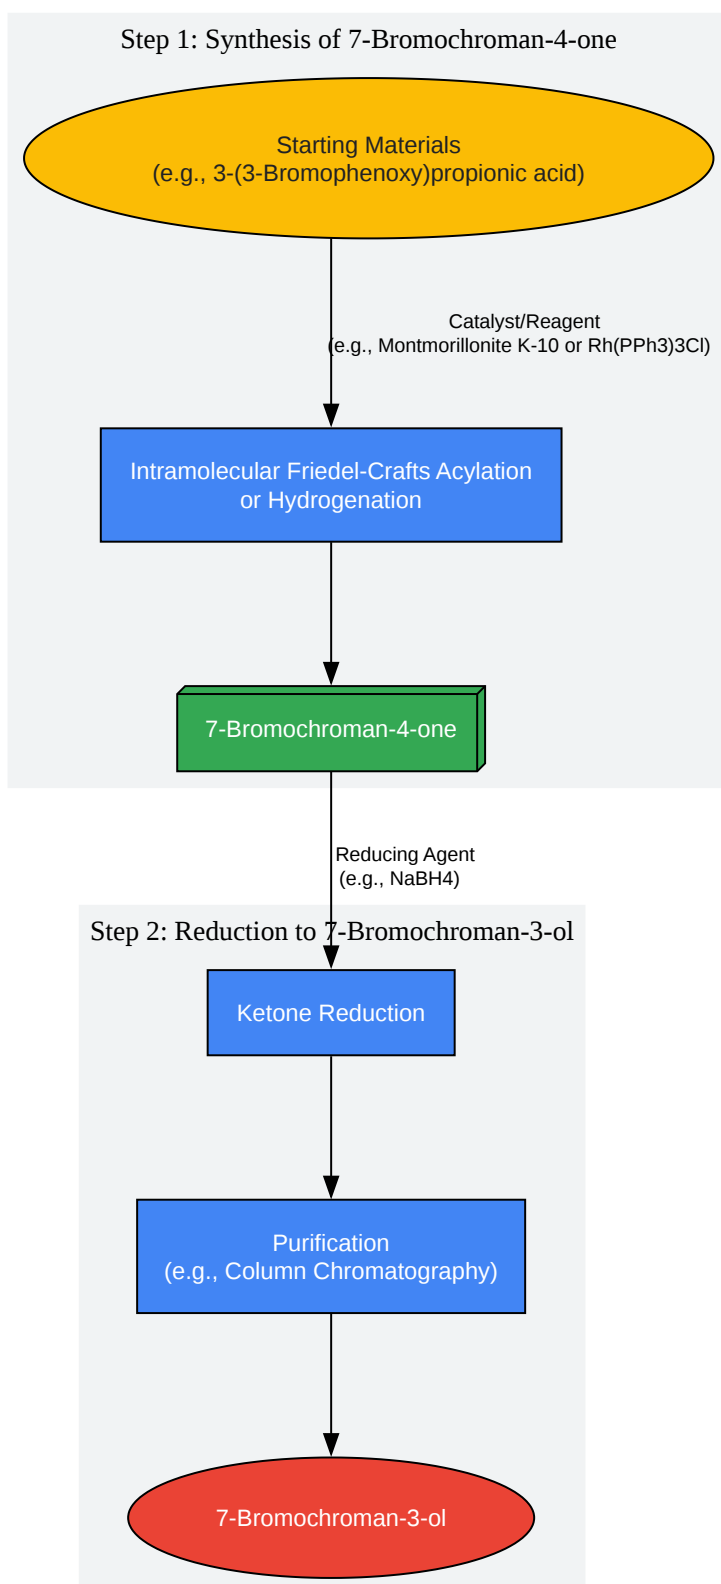 Step 1: Synthesis of 7-Bromochroman-4-one
Starting Materials
(e.g., 3-(3-Bromophenoxy)propionic acid)
Catalyst/Reagent
(e.g., Montmorillonite K-10 or Rh(PPh3)3Cl)
Intramolecular Friedel-Crafts Acylation
or Hydrogenation
7-Bromochroman-4-one
Reducing Agent
(e.g., NaBH4)
Step 2: Reduction to 7-Bromochroman-3-ol
Ketone Reduction
Purification
(e.g., Column Chromatography)
7-Bromochroman-3-ol